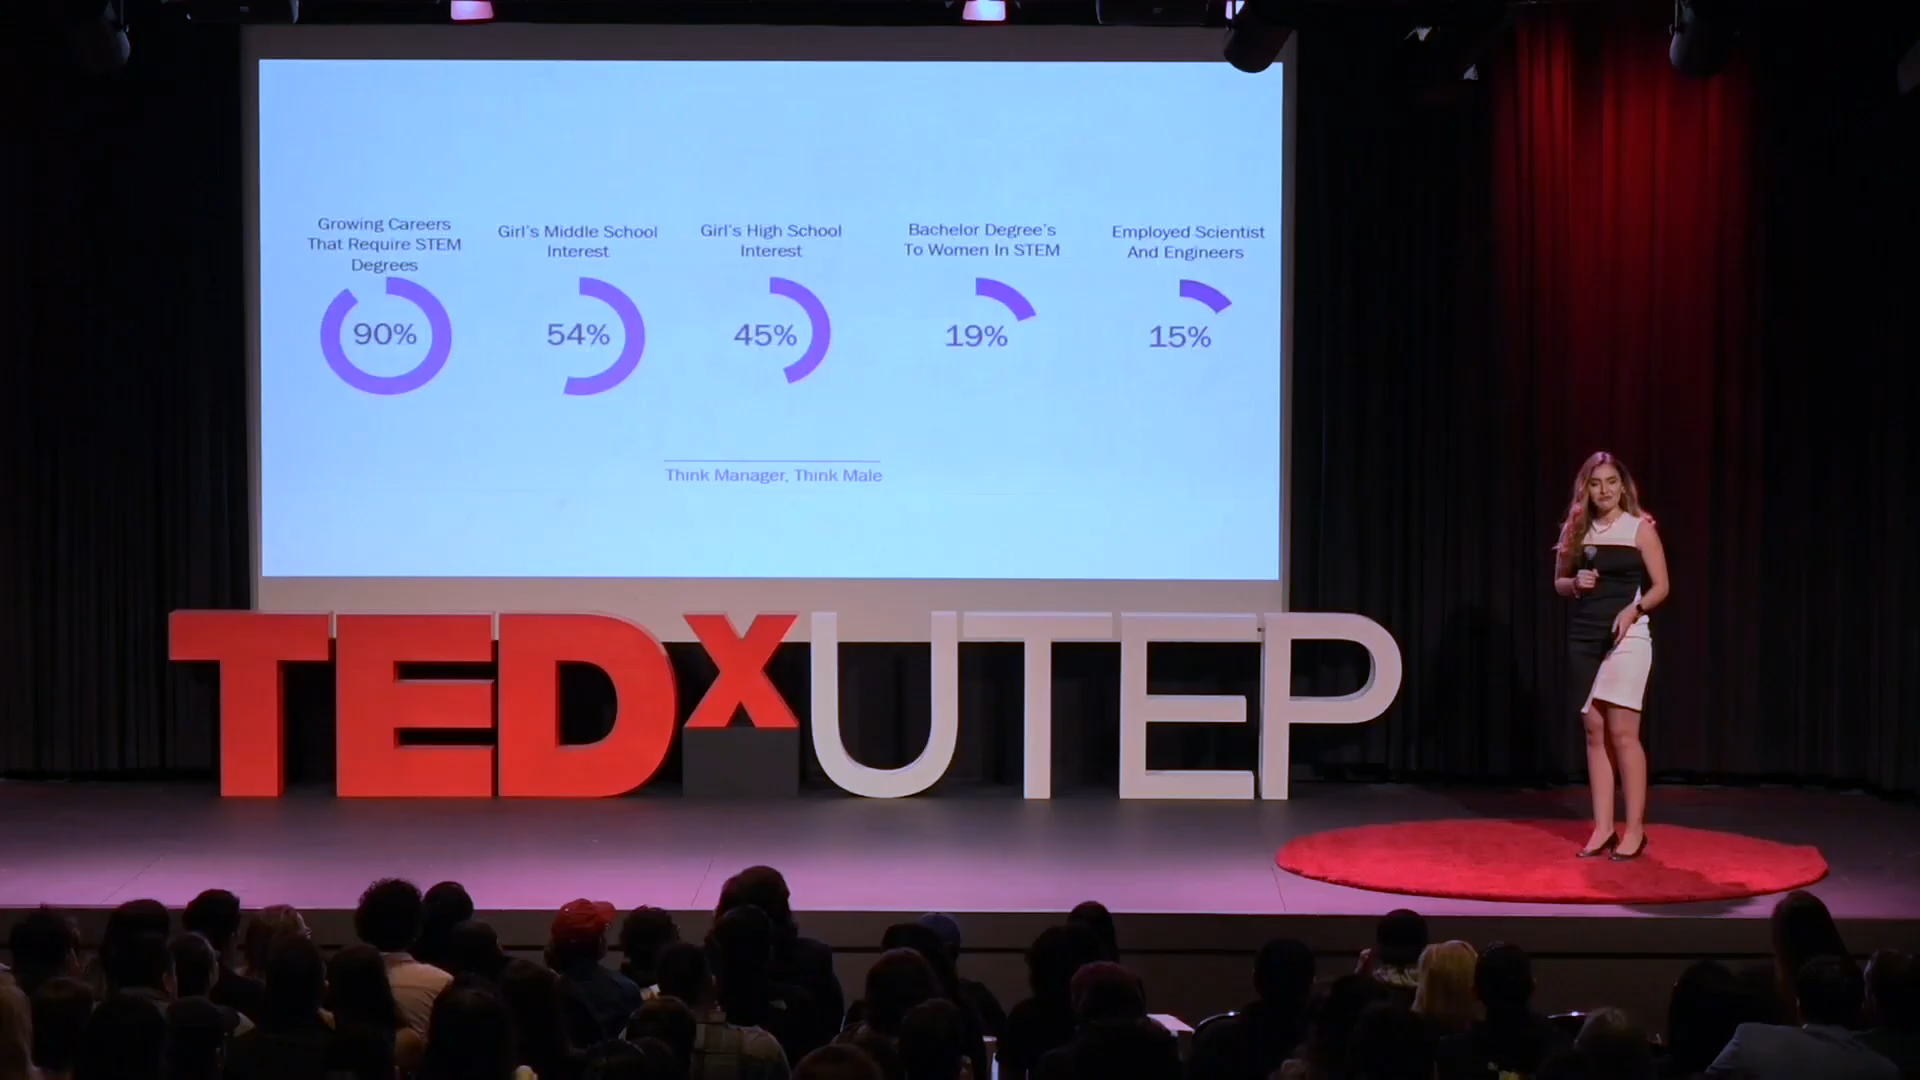 Growing Careers
That Require STEM
Degrees
90%
Girl's Middle School
Interest
54%
Girl's High School
Interest
45%
Bachelor Degree's
To Women In STEM
19%
Employed Scientist
And Engineers
15%
Think Manager, Think Male
TEDxUTEP